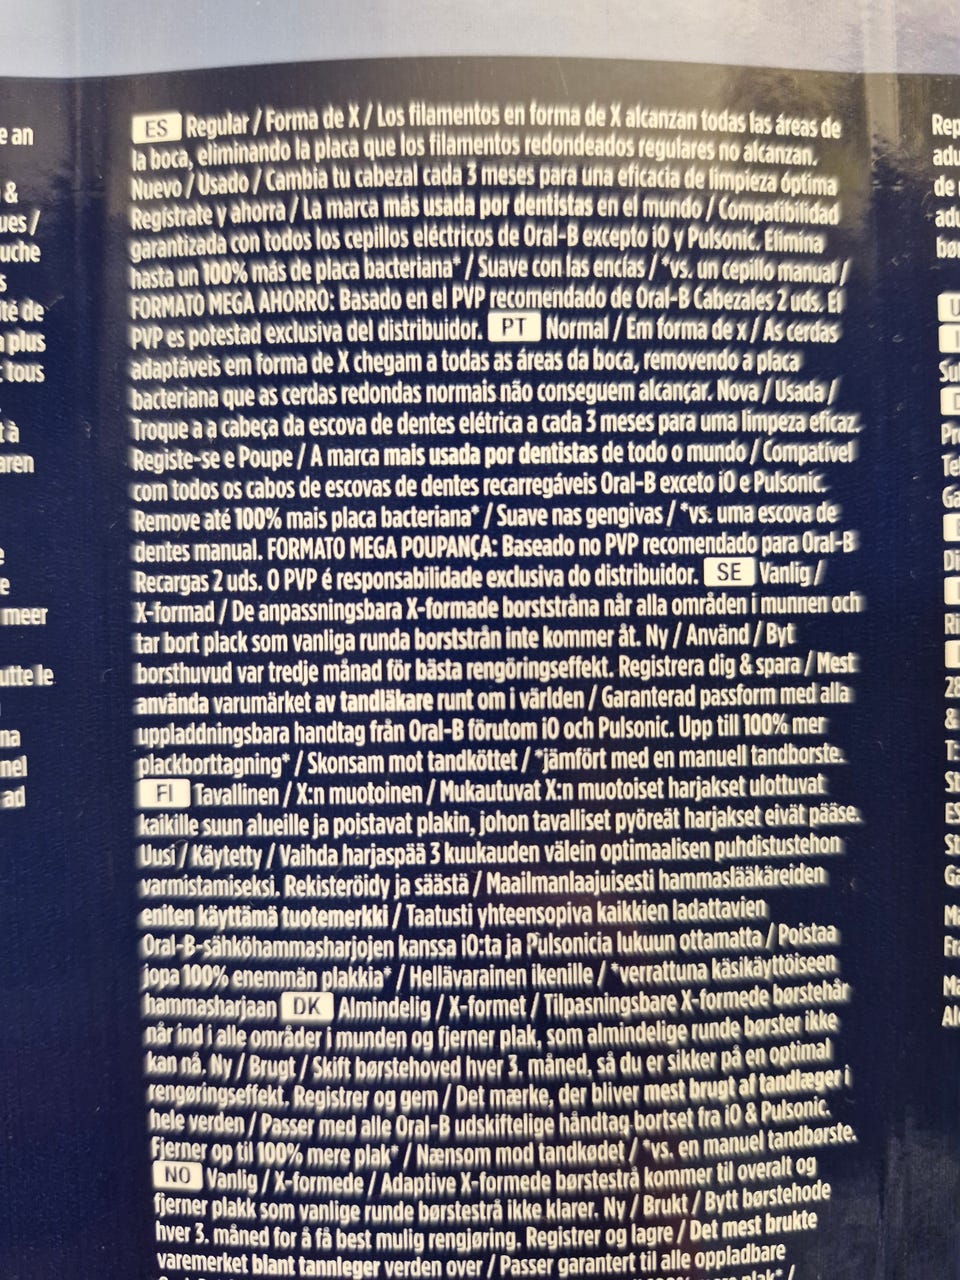 ES Regular / Forma de X / Los filamentos en forma de X alcanzan todas las áreas de
la boca, eliminando la placa que los filamentos redondeados regulares no alcanzan.
Nuevo / Usado / Cambia tu cabezal cada 3 meses para una eficacia de limpieza óptima
Regístrate y ahorra / La marca más usada por dentistas en el mundo / Compatibilidad
garantizada con todos los cepillos eléctricos de Oral-B excepto iO y Pulsonic. Elimina
hasta un 100% más de placa bacteriana* / Suave con las encías / *vs. un cepillo manual /
FORMATO MEGA AHORRO: Basado en el PVP recomendado de Oral-B Cabezales 2 uds. El
PVP es potestad exclusiva del distribuidor. PT Normal / Em forma de x / As cerdas
adaptáveis em forma de X chegam a todas as áreas da boca, removendo a placa
bacteriana que as cerdas redondas normais não conseguem alcançar. Nova / Usada /
Troque a a cabeça da escova de dentes elétrica a cada 3 meses para uma limpeza eficaz.
Registe-se e Poupe / A marca mais usada por dentistas de todo o mundo / Compatível
com todos os cabos de escovas de dentes recarregáveis Oral-B exceto iO e Pulsonic.
Remove até 100% mais placa bacteriana* / Suave nas gengivas / *vs. uma escova de
dentes manual. FORMATO MEGA POUPANÇA: Baseado no PVP recomendado para Oral-B
Recargas 2 uds. O PVP é responsabilidade exclusiva do distribuidor. SE Vanlig /
X-formad / De anpassningsbara X-formade borststråna når alla områden i munnen och
tar bort plack som vanliga runda borststrån inte kommer åt. Ny / Använd / Byt
borsthuvud var tredje månad för bästa rengöringseffekt. Registrera dig & spara / Mest
använda varumärket av tandläkare runt om i världen / Garanterad passform med alla
uppladdningsbara handtag från Oral-B förutom iO och Pulsonic. Upp till 100% mer
plackborttagning* / Skonsam mot tandköttet / *jämfört med en manuell tandborste.
FI Tavallinen / X:n muotoinen / Mukautuvat X:n muotoiset harjakset ulottuvat
kaikille suun alueille ja poistavat plakin, johon tavalliset pyöreät harjakset eivät pääse.
Uusi / Käytetty / Vaihda harjaspää 3 kuukauden välein optimaalisen puhdistustehon
varmistamiseksi. Rekisteröidy ja säästä / Maailmanlaajuisesti hammaslääkäreiden
eniten käyttämä tuotemerkki / Taatusti yhteensopiva kaikkien ladattavien
Oral-B-sähköhammasharjojen kanssa iO:ta ja Pulsonicia lukuun ottamatta / Poistaa
jopa 100% enemmän plakkia* / Hellävarainen ikenille / *verrattuna käsikäyttöiseen
hammasharjaan DK Almindelig / X-formet / Tilpasningsbare X-formede børstehår
når ind i alle områder i munden og fjerner plak, som almindelige runde børster ikke
kan nå. Ny / Brugt / Skift børstehoved hver 3. måned, så du er sikker på en optimal
rengøringseffekt. Registrer og gem / Det mærke, der bliver mest brugt af tandlæger i
hele verden / Passer med alle Oral-B udskiftelige håndtag bortset fra iO & Pulsonic.
Fjerner op til 100% mere plak* / Nænsom mod tandkødet / *vs. en manuel tandbørste.
NO Vanlig / X-formede / Adaptive X-formede børstestrå kommer til overalt og
fjerner plakk som vanlige runde børstestrå ikke klarer. Ny / Brukt / Bytt børstehode
hver 3. måned for å få best mulig rengjøring. Registrer og lagre / Det mest brukte
varemerket blant tannleger verden over / Passer garantert til alle oppladbare